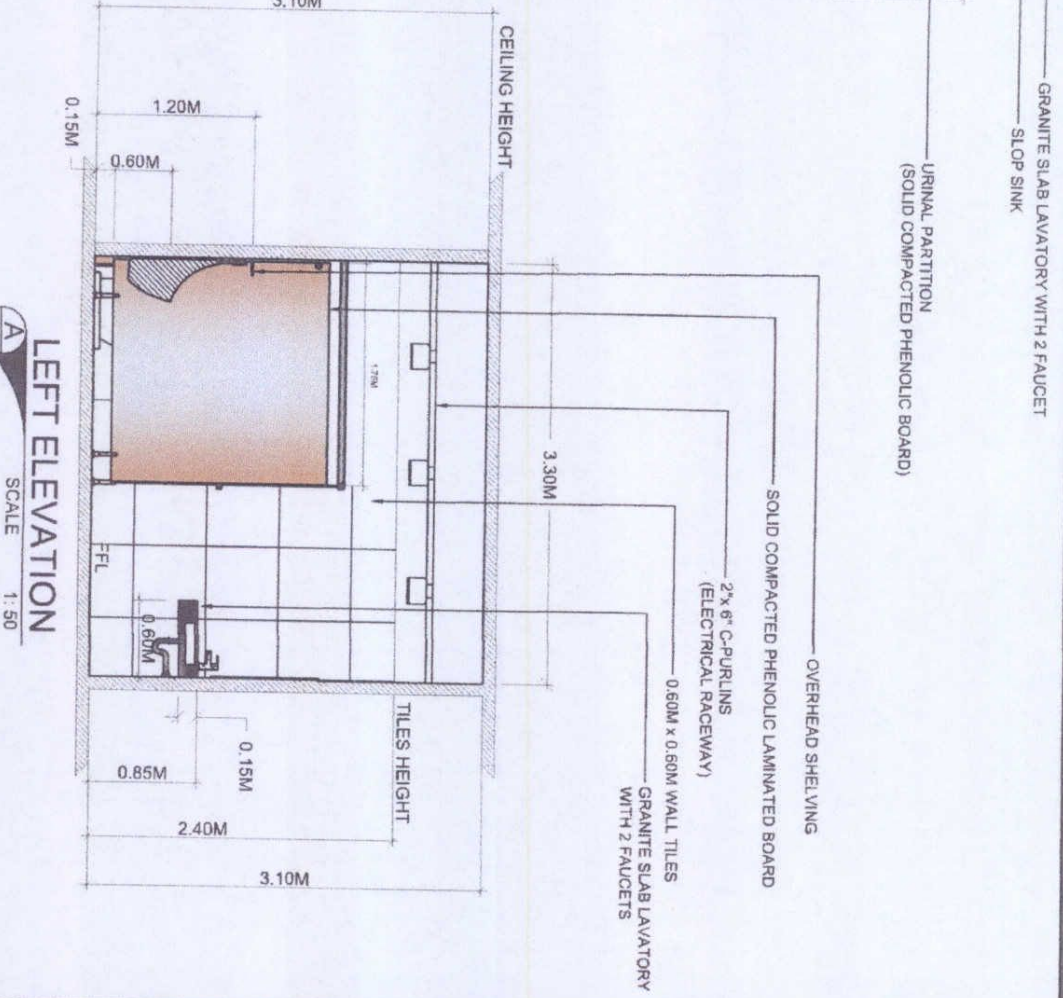 GRANITE SLAB LAVATORY WITH 2 FAUCET
SLOP SINK
URINAL PARTITION
(SOLID COMPACTED PHENOLIC BOARD)
OVERHEAD SHELVING
SOLID COMPACTED PHENOLIC LAMINATED BOARD
2"x 6" C-PURLINS
(ELECTRICAL RACEWAY)
0.60M x 0.60M WALL TILES
GRANITE SLAB LAVATORY
WITH 2 FAUCETS
CEILING HEIGHT
3.10M
1.20M
0.60M
0.15M
3.30M
FFL
0.60M
TILES HEIGHT
0.15M
0.85M
2.40M
3.10M
A
LEFT ELEVATION
SCALE 1:50